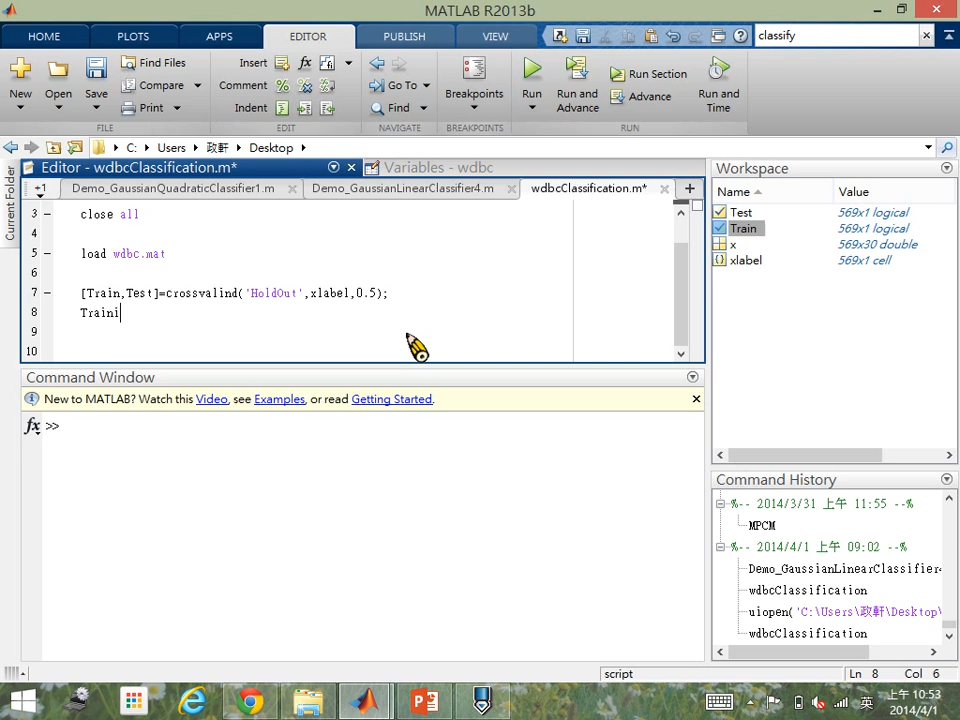 MATLAB R2013b
HOME PLOTS APPS EDITOR PUBLISH VIEW classify
New Open Save Find Files Compare Print
Insert Comment Indent
Go To Find
Breakpoints
Run Run and Advance Run Section Advance Run and Time
FILE EDIT NAVIGATE BREAKPOINTS RUN
C: Users 政軒 Desktop
Current Folder
Editor - wdbcClassification.m*
Variables - wdbc
+1 Demo_GaussianQuadraticClassifier1.m Demo_GaussianLinearClassifier4.m wdbcClassification.m*
3 – close all
4
5 – load wdbc.mat
6
7 – [Train,Test]=crossvalind('HoldOut',xlabel,0.5);
8 Traini
9
10
Command Window
New to MATLAB? Watch this Video, see Examples, or read Getting Started.
fx >>
Workspace
Name Value
Test 569x1 logical
Train 569x1 logical
x 569x30 double
xlabel 569x1 cell
Command History
%-- 2014/3/31 上午 11:55 --%
MPCM
%-- 2014/4/1 上午 09:02 --%
Demo_GaussianLinearClassifier4
wdbcClassification
uiopen('C:\Users\政軒\Desktop\
wdbcClassification
script Ln 8 Col 6
英
上午 10:53
2014/4/1